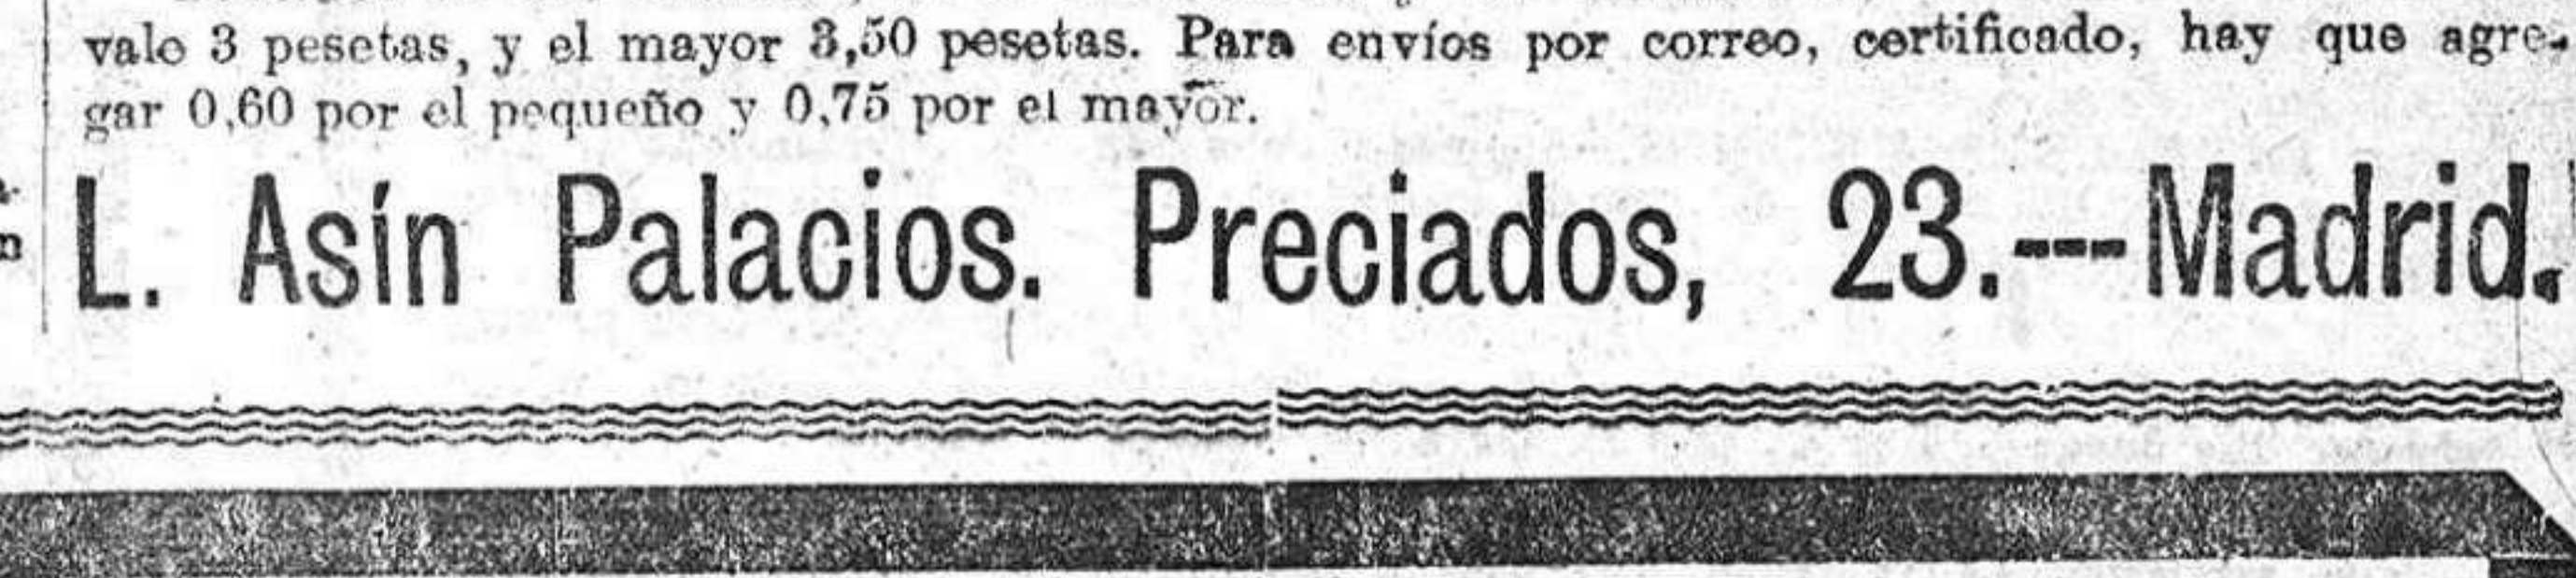 vale 3 pesetas, y el mayor 3,50 pesetas. Para envíos por correo, certificado, hay que agre-
gar 0,60 por el pequeño y 0,75 por el mayor.
L. Asín Palacios. Preciados, 23.---Madrid.